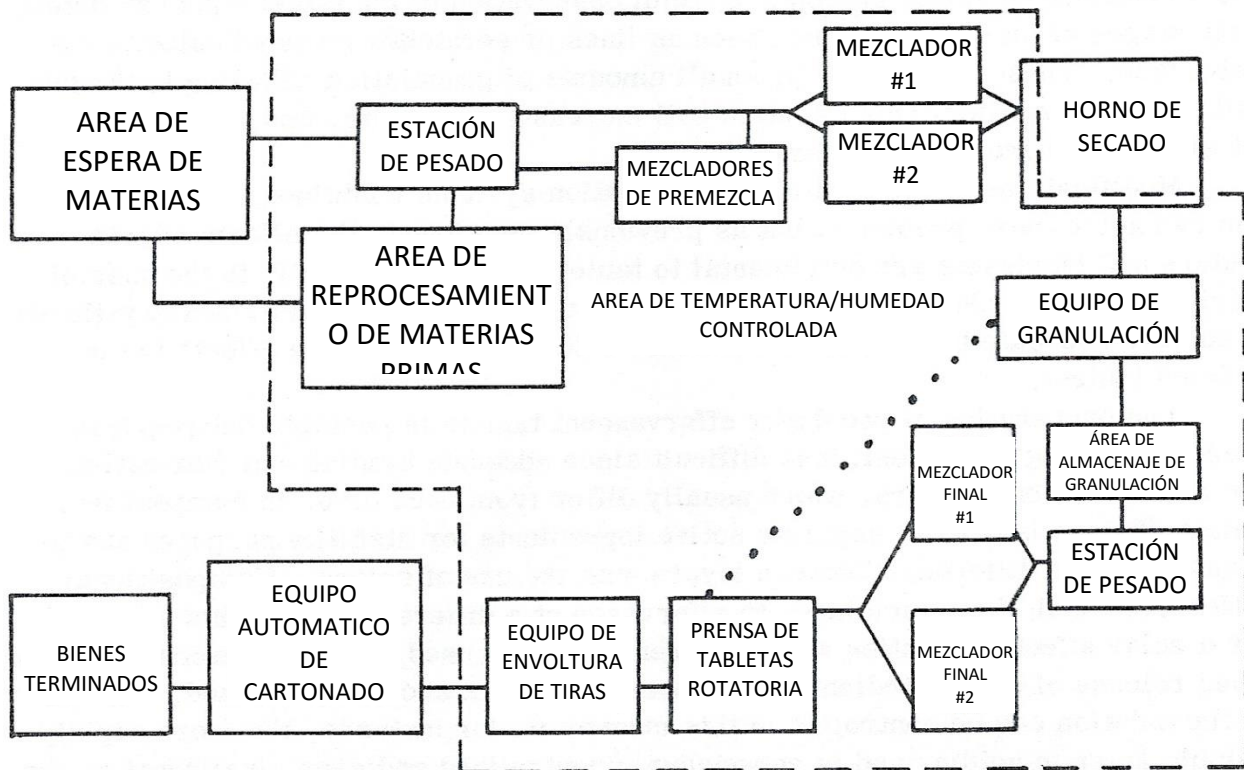 AREA DE
ESPERA DE
MATERIAS
ESTACIÓN
DE PESADO
MEZCLADOR
#1
MEZCLADOR
#2
MEZCLADORES
DE PREMEZCLA
HORNO DE
SECADO
AREA DE
REPROCESAMIENT
O DE MATERIAS
PRIMAS
AREA DE TEMPERATURA/HUMEDAD
CONTROLADA
EQUIPO DE
GRANULACIÓN
ÁREA DE
ALMACENAJE DE
GRANULACIÓN
ESTACIÓN
DE PESADO
MEZCLADOR
FINAL
#1
MEZCLADOR
FINAL
#2
PRENSA DE
TABLETAS
ROTATORIA
EQUIPO DE
ENVOLTURA
DE TIRAS
EQUIPO
AUTOMATICO
DE
CARTONADO
BIENES
TERMINADOS